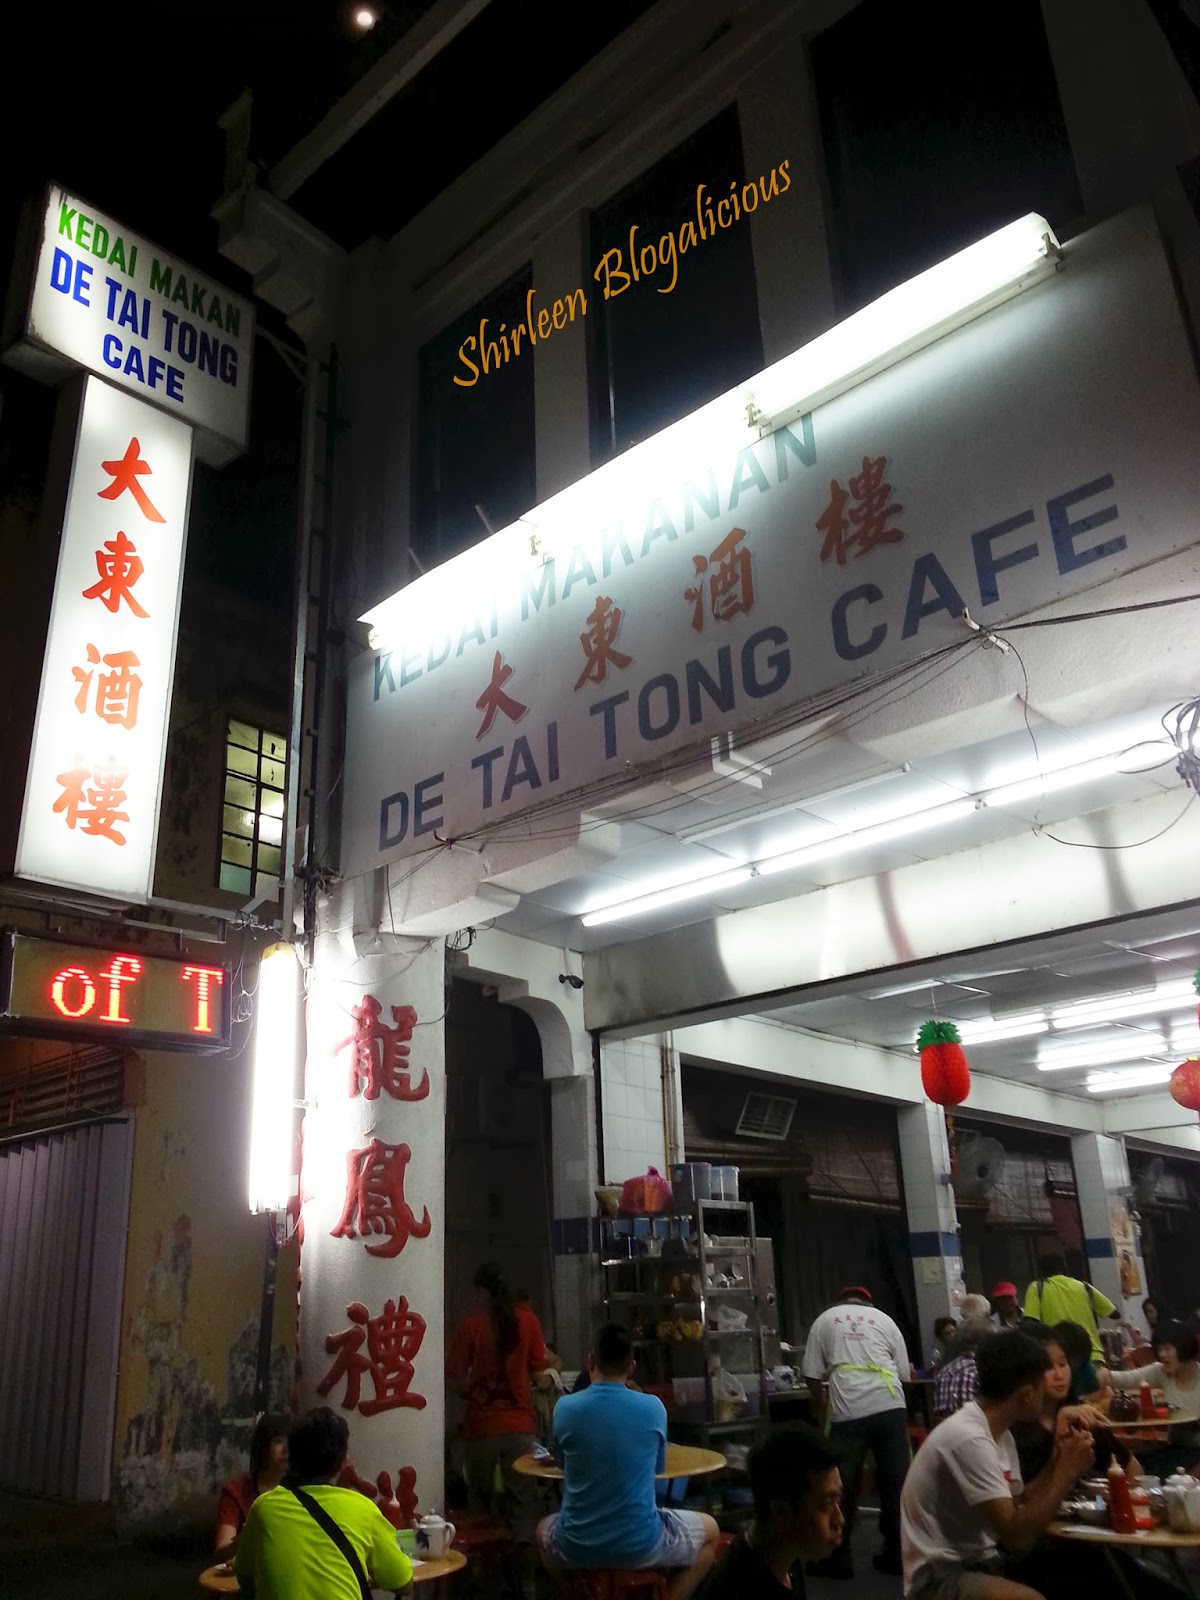 KEDAI MAKAN
DE TAI TONG
CAFE
大東酒樓
of T
Shirleen Blogalicious
KEDAI MAKANAN
大東酒樓
DE TAI TONG CAFE
龍鳳禮餅